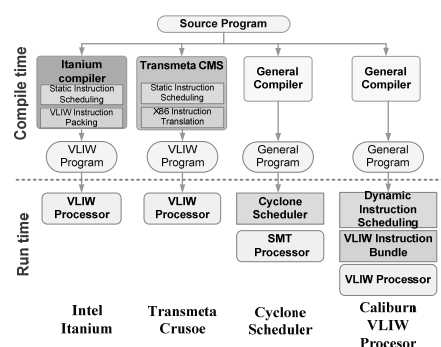 Source Program
Compile time
Itanium
compiler
Static Instruction
Scheduling
VLIW Instruction
Packing
Transmeta CMS
Static Instruction
Scheduling
X86 Instruction
Translation
General
Compiler
General
Compiler
VLIW
Program
VLIW
Program
General
Program
General
Program
Run time
VLIW
Processor
VLIW
Processor
Cyclone
Scheduler
SMT
Processor
Dynamic
Instruction
Scheduling
VLIW Instruction
Bundle
VLIW Processor
Intel
Itanium
Transmeta
Crusoe
Cyclone
Scheduler
Caliburn
VLIW
Procesor